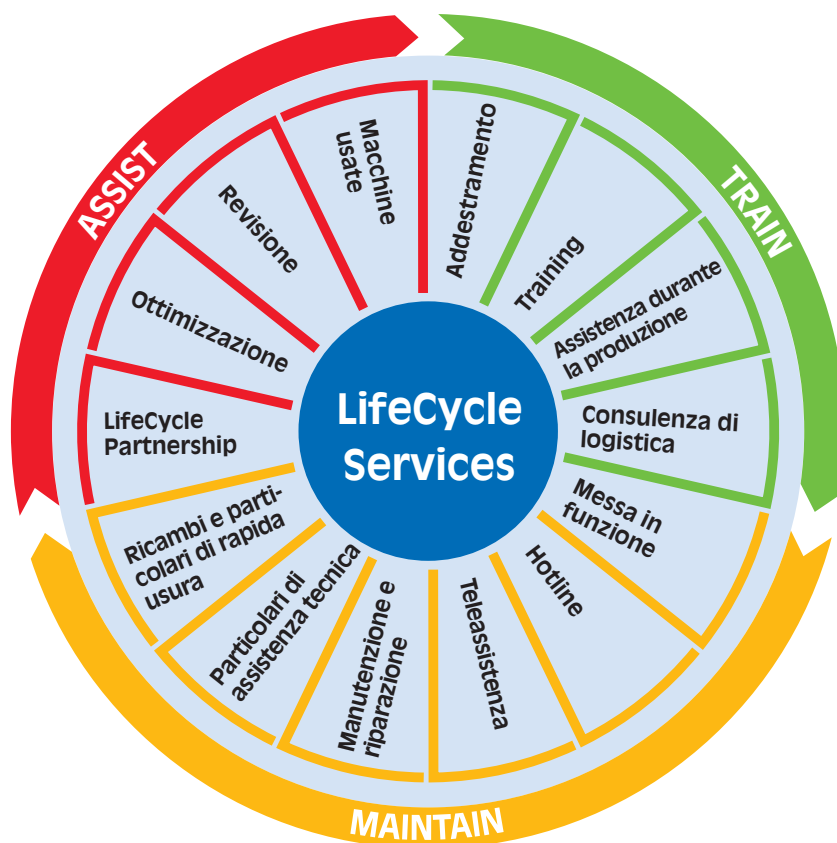 ASSIST
TRAIN
MAINTAIN
LifeCycle
Services
Addestramento
Training
Assistenza durante
la produzione
Consulenza di
logistica
Messa in
funzione
Hotline
Teleassistenza
Manutenzione e
riparazione
Particolari di
assistenza tecnica
Ricambi e parti-
colari di rapida
usura
LifeCycle
Partnership
Ottimizzazione
Revisione
Macchine
usate